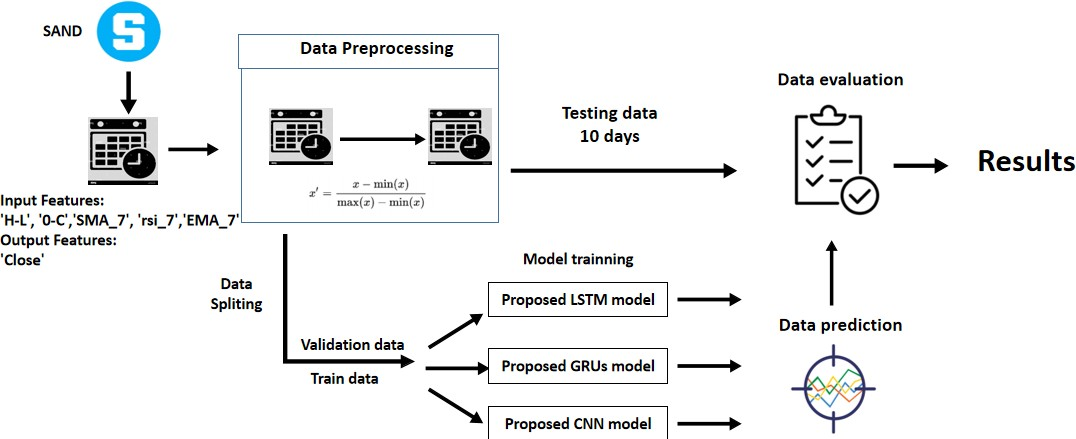 SAND
S
Data Preprocessing
x′ = x − min(x) / max(x) − min(x)
Input Features:
'H-L', '0-C','SMA_7', 'rsi_7','EMA_7'
Output Features:
'Close'
Testing data
10 days
Data evaluation
Results
Data
Spliting
Validation data
Train data
Model trainning
Proposed LSTM model
Proposed GRUs model
Proposed CNN model
Data prediction